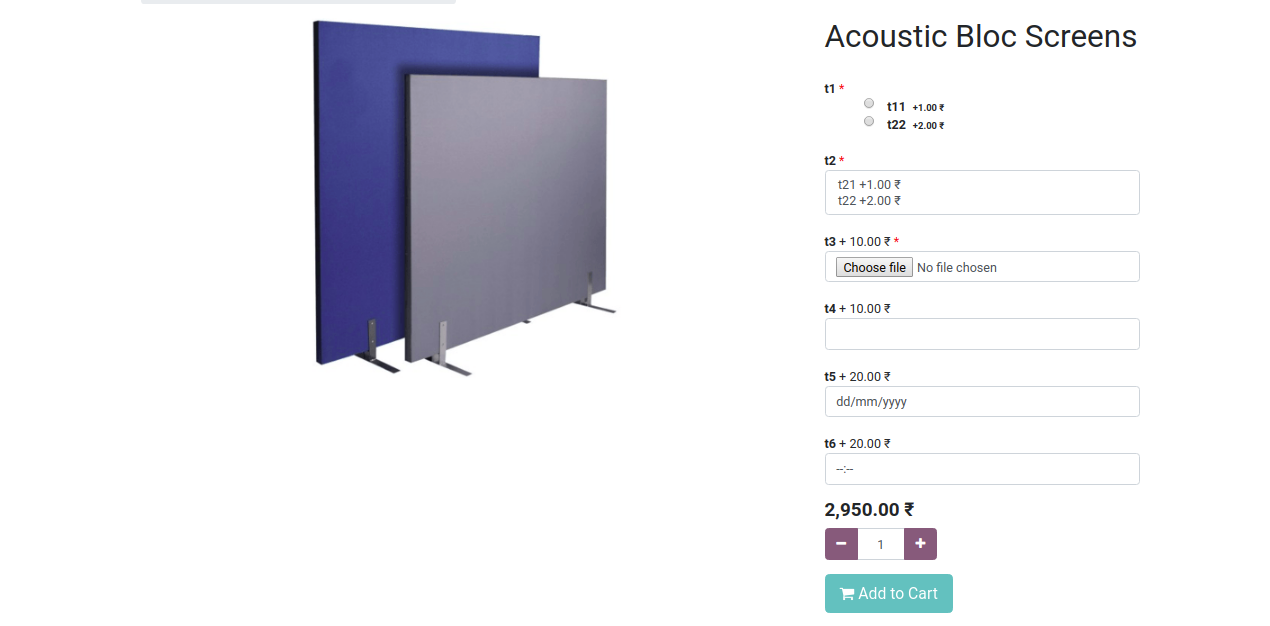 Acoustic Bloc Screens
t1 *
t11 +1.00 ₹
t22 +2.00 ₹
t2 *
t21 +1.00 ₹
t22 +2.00 ₹
t3 + 10.00 ₹ *
Choose file No file chosen
t4 + 10.00 ₹
t5 + 20.00 ₹
dd/mm/yyyy
t6 + 20.00 ₹
--:--
2,950.00 ₹
1
Add to Cart